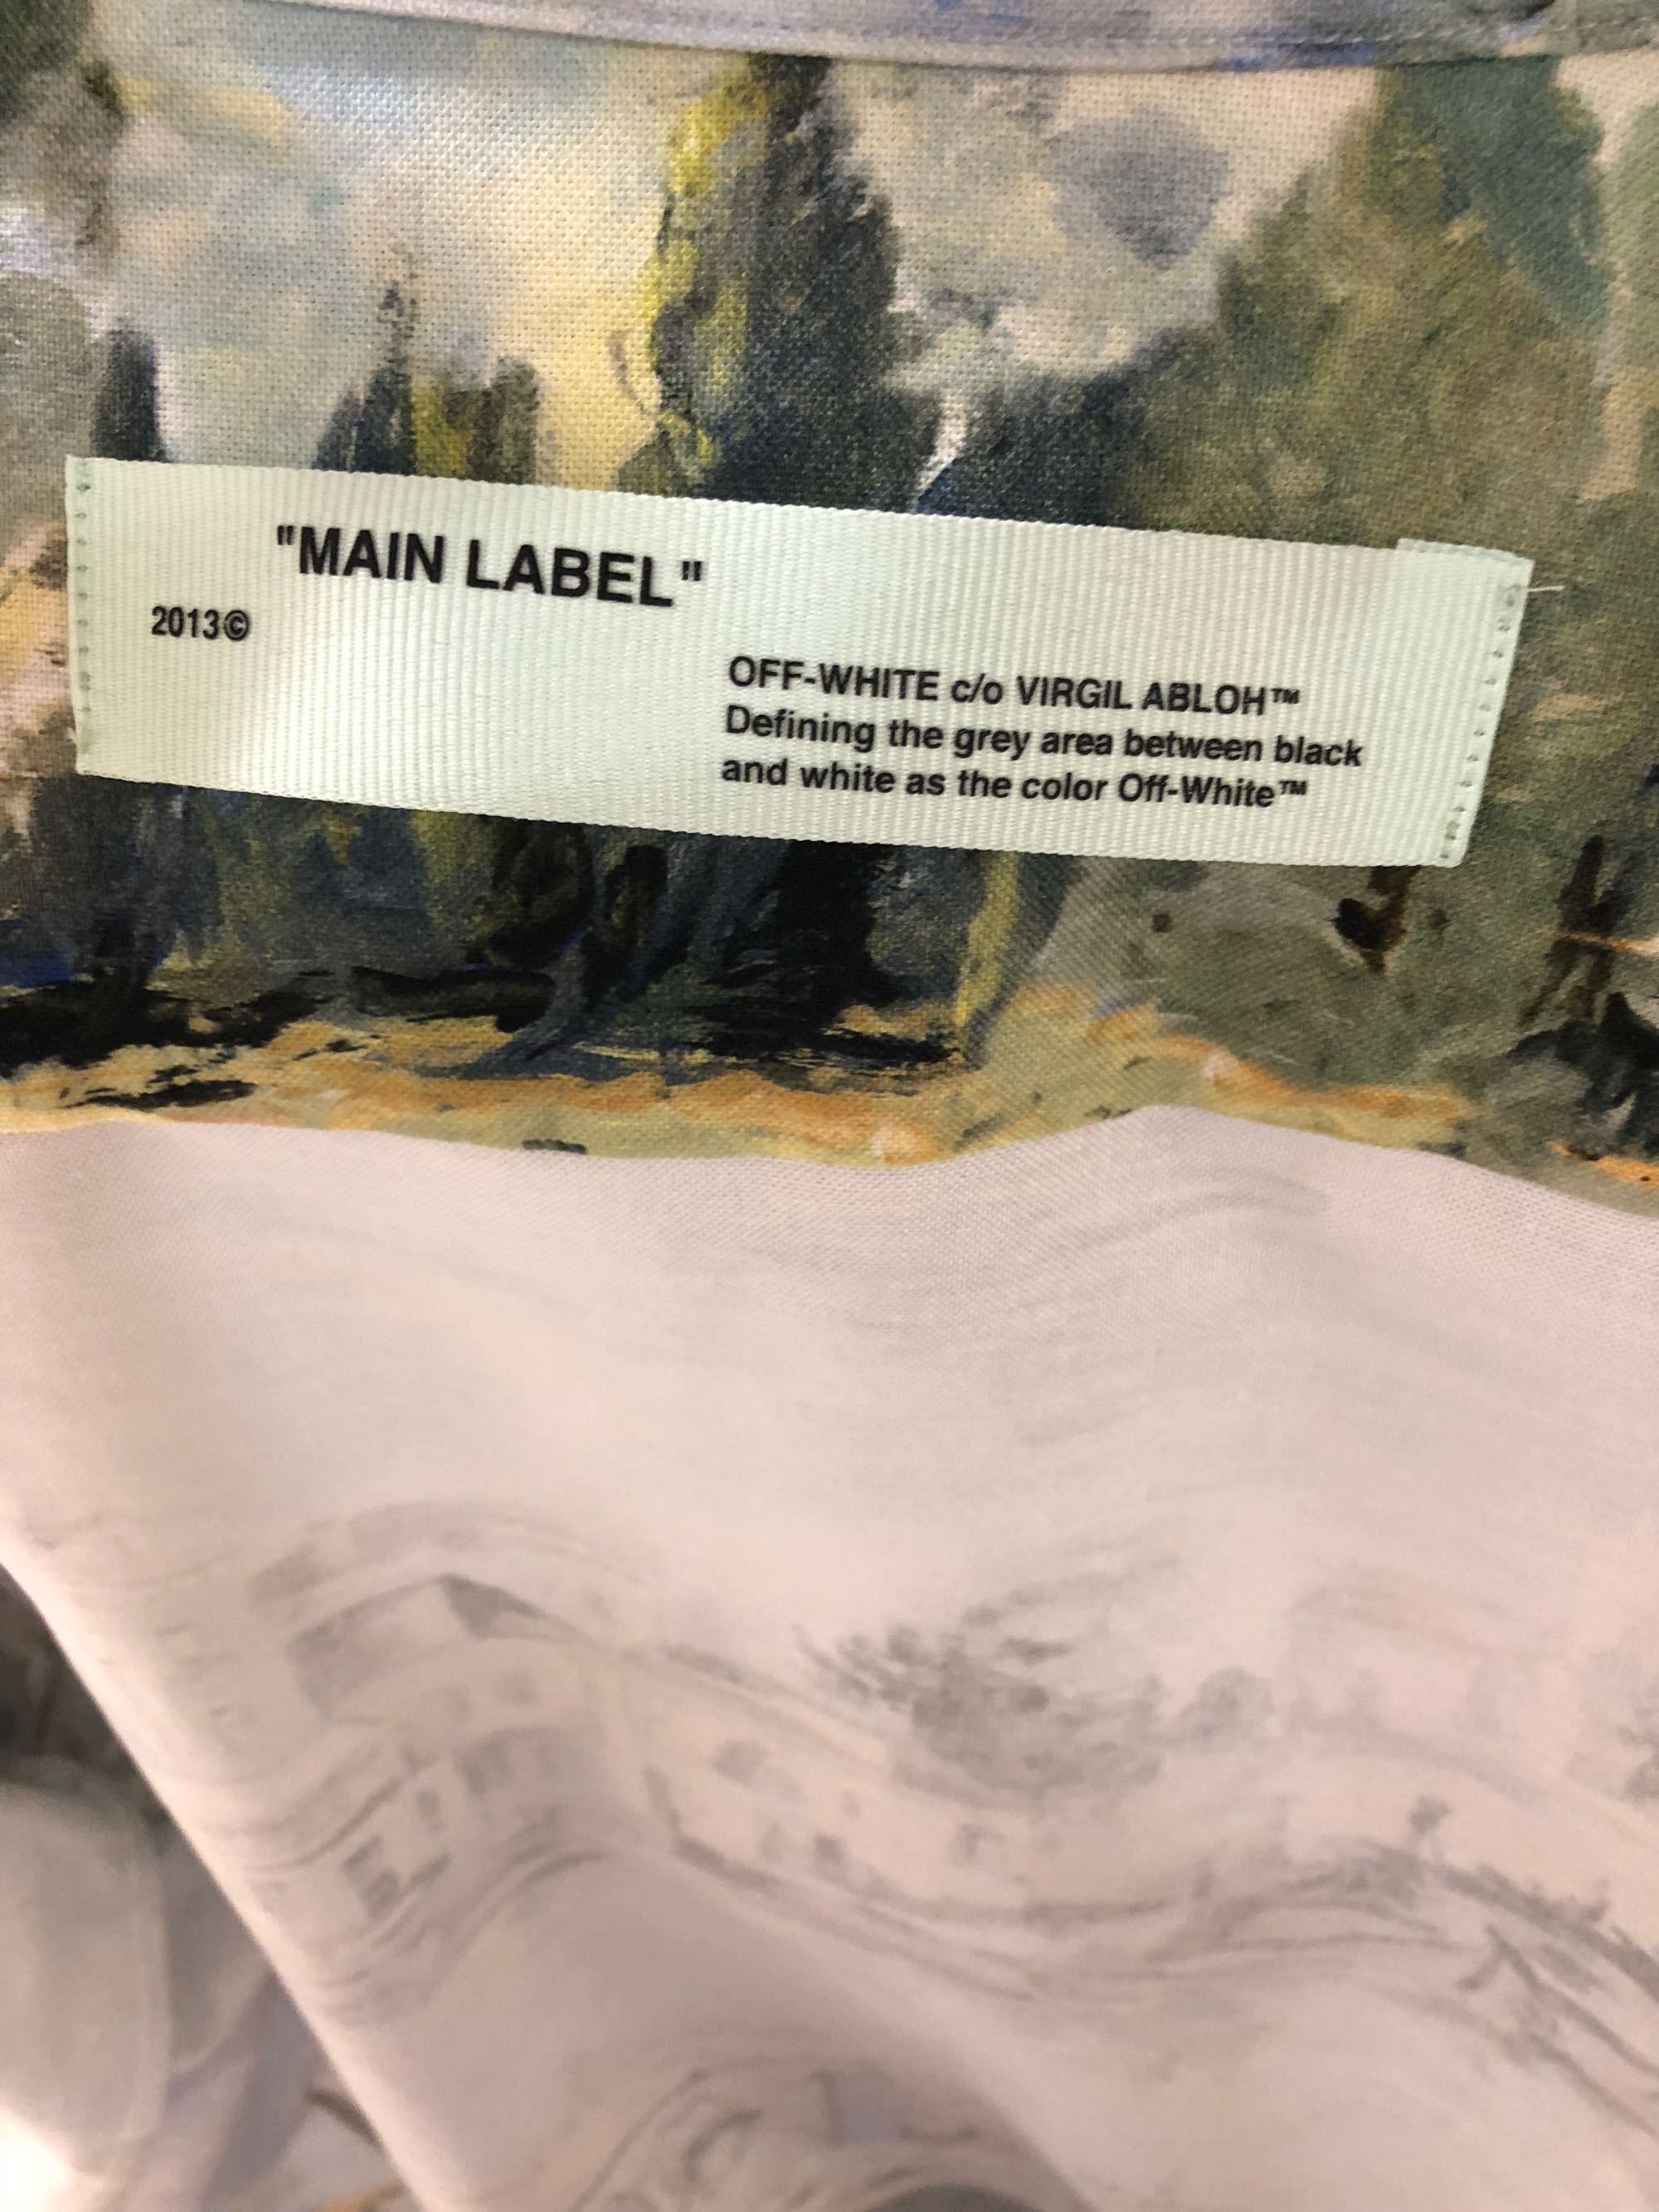 "MAIN LABEL"
2013©
OFF-WHITE c/o VIRGIL ABLOH™
Defining the grey area between black
and white as the color Off-White™